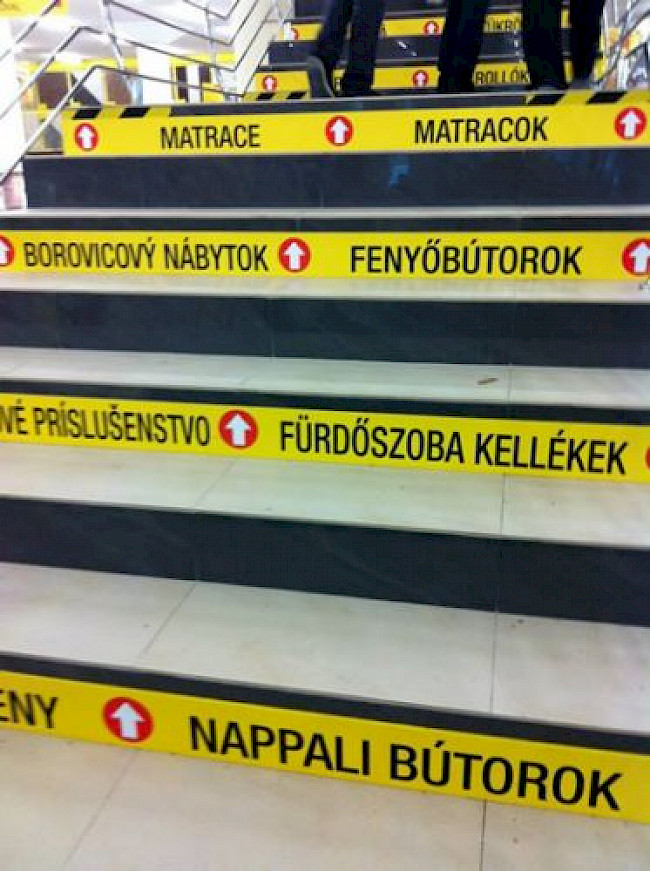 MATRACE MATRACOK
BOROVICOVÝ NÁBYTOK FENYŐBÚTOROK
PRÍSLUŠENSTVO FÜRDŐSZOBA KELLÉKEK
NAPPALI BÚTOROK